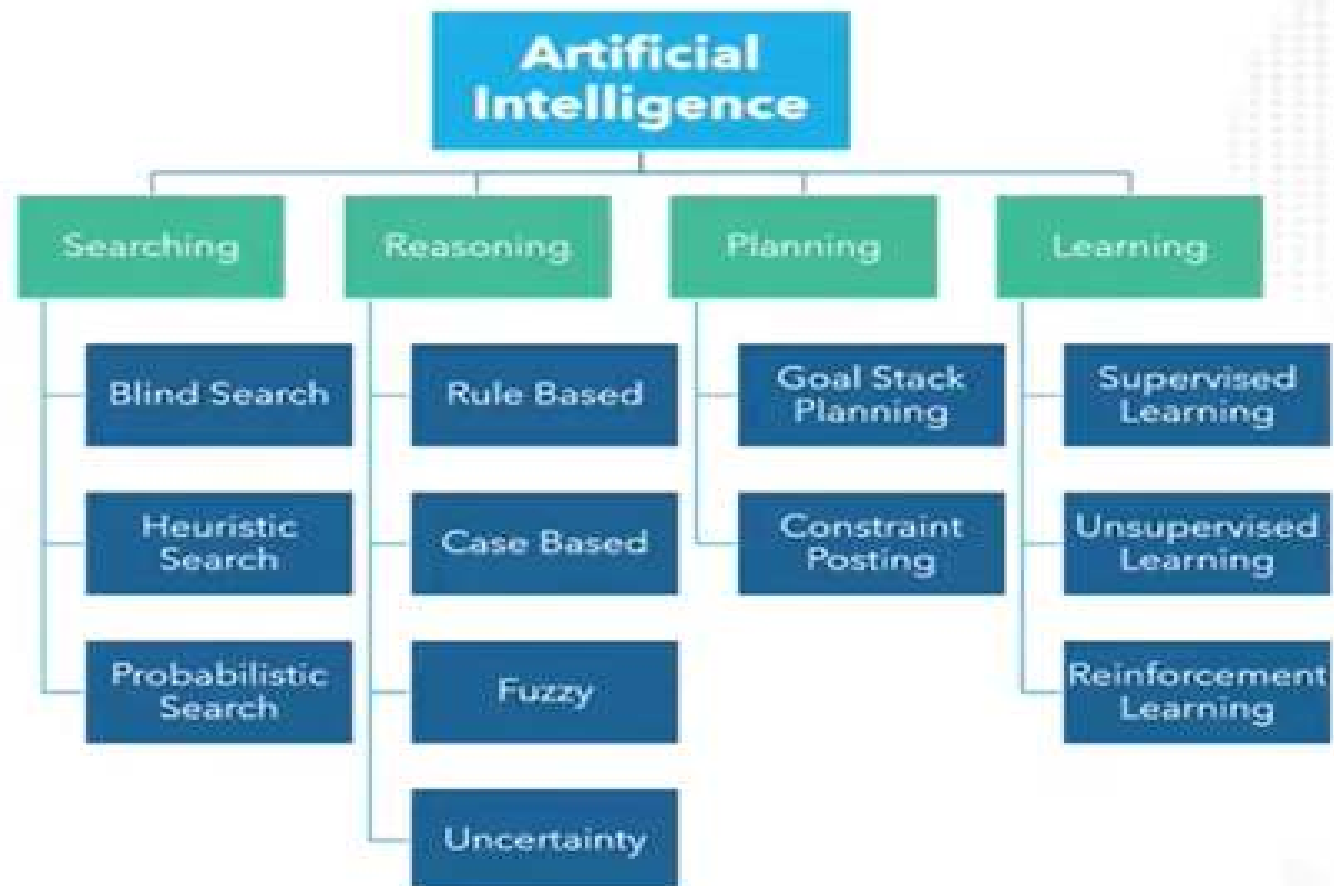 Artificial
Intelligence
Searching
Reasoning
Planning
Learning
Blind Search
Heuristic
Search
Probabilistic
Search
Rule Based
Case Based
Fuzzy
Uncertainty
Goal Stack
Planning
Constraint
Posting
Supervised
Learning
Unsupervised
Learning
Reinforcement
Learning